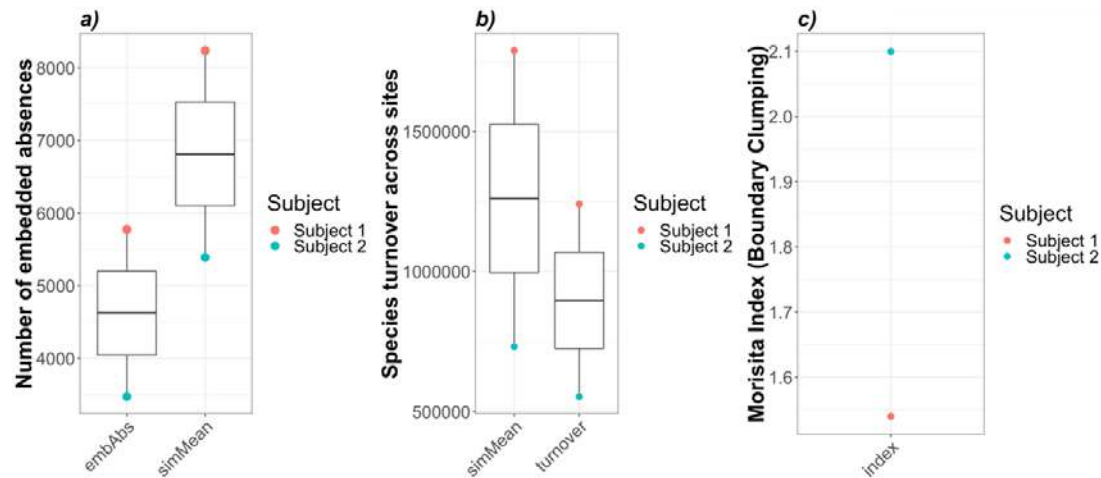 a)
Number of embedded absences
8000
7000
6000
5000
4000
embAbs
simMean
Subject
Subject 1
Subject 2
b)
Species turnover across sites
1500000
1000000
500000
simMean
turnover
Subject
Subject 1
Subject 2
c)
Morisita Index (Boundary Clumping)
2.1
2.0
1.9
1.8
1.7
1.6
index
Subject
Subject 1
Subject 2